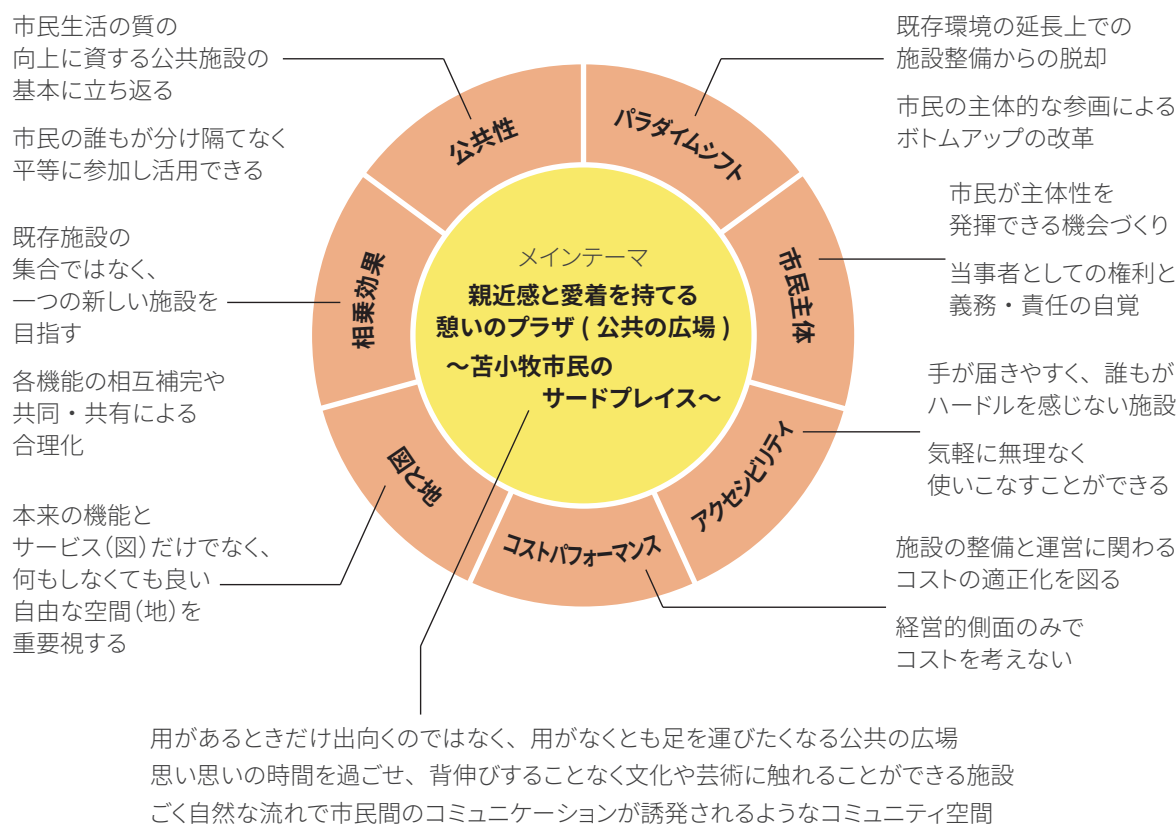 市民生活の質の
向上に資する公共施設の
基本に立ち返る
市民の誰もが分け隔てなく
平等に参加し活用できる
既存施設の
集合ではなく、
一つの新しい施設を
目指す
各機能の相互補完や
共同・共有による
合理化
本来の機能と
サービス(図)だけでなく、
何もしなくても良い
自由な空間(地)を
重要視する
公共性
パラダイムシフト
相乗効果
市民主体
図と地
アクセシビリティ
コストパフォーマンス
メインテーマ
親近感と愛着を持てる
憩いのプラザ ( 公共の広場 )
〜苫小牧市民の
サードプレイス〜
既存環境の延長上での
施設整備からの脱却
市民の主体的な参画による
ボトムアップの改革
市民が主体性を
発揮できる機会づくり
当事者としての権利と
義務・責任の自覚
手が届きやすく、誰もが
ハードルを感じない施設
気軽に無理なく
使いこなすことができる
施設の整備と運営に関わる
コストの適正化を図る
経営的側面のみで
コストを考えない
用があるときだけ出向くのではなく、用がなくとも足を運びたくなる公共の広場
思い思いの時間を過ごせ、背伸びすることなく文化や芸術に触れることができる施設
ごく自然な流れで市民間のコミュニケーションが誘発されるようなコミュニティ空間